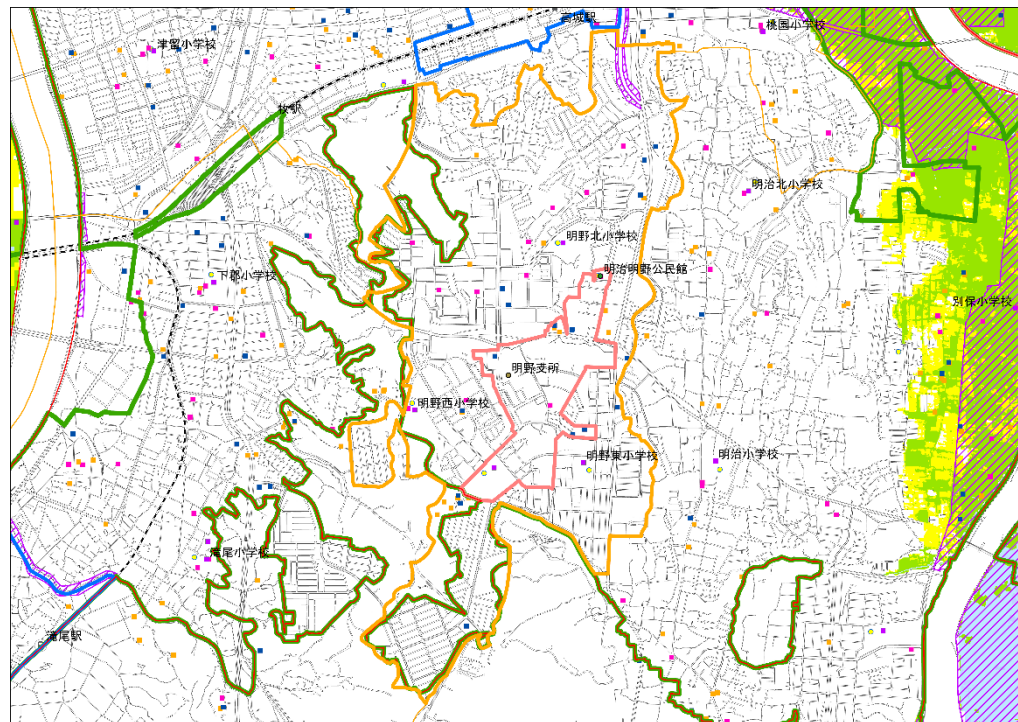 高城駅
桃園小学校
津留小学校
牧駅
明治北小学校
明野北小学校
明治明野公民館
下郡小学校
別保小学校
明野支所
明野西小学校
明野東小学校
明治小学校
滝尾小学校
滝尾駅